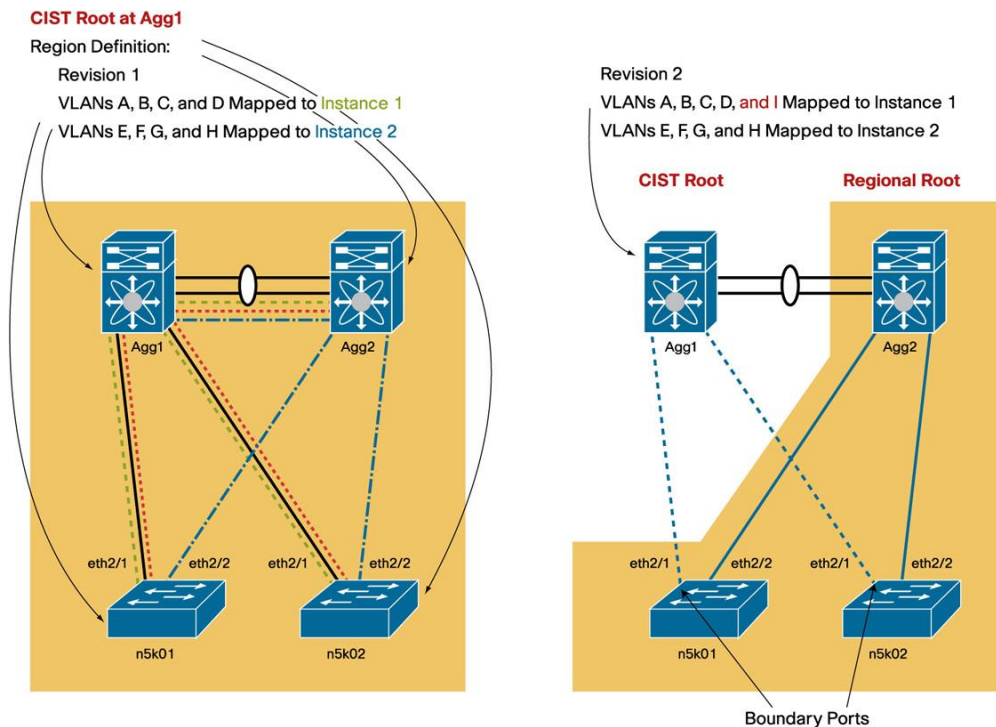 CIST Root at Agg1
Region Definition:
Revision 1
VLANs A, B, C, and D Mapped to Instance 1
VLANs E, F, G, and H Mapped to Instance 2
Agg1
Agg2
eth2/1
eth2/2
eth2/1
eth2/2
n5k01
n5k02
Revision 2
VLANs A, B, C, D, and I Mapped to Instance 1
VLANs E, F, G, and H Mapped to Instance 2
CIST Root
Regional Root
Agg1
Agg2
eth2/1
eth2/2
eth2/1
eth2/2
n5k01
n5k02
Boundary Ports